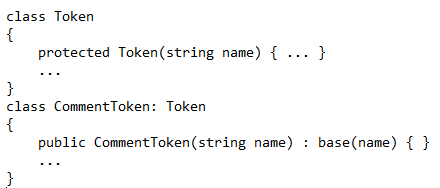 class Token
{
    protected Token(string name) { ... }
    ...
}
class CommentToken: Token
{
    public CommentToken(string name) : base(name) { }
    ...
}